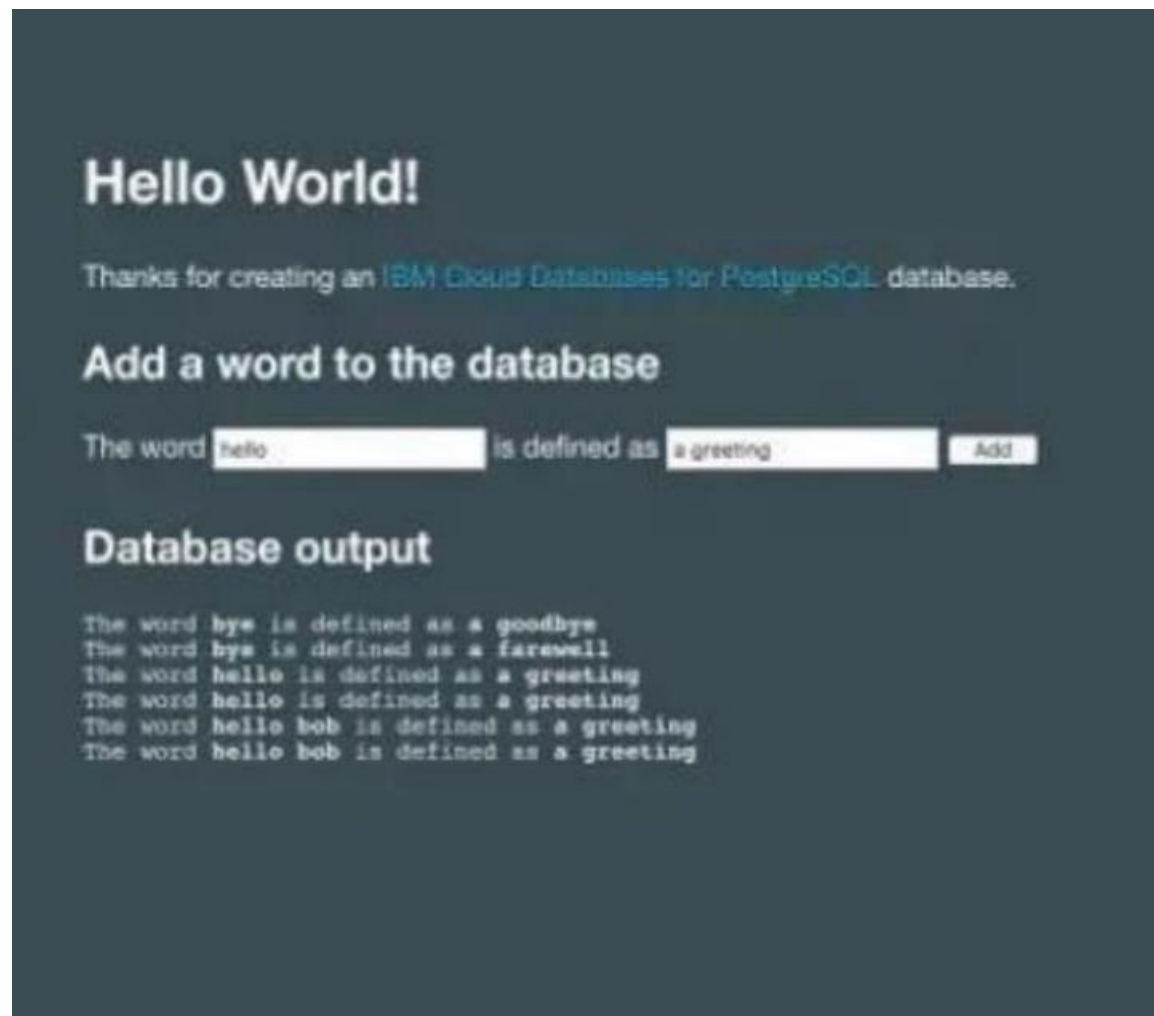 Hello World!
Thanks for creating an IBM Cloud Databases for PostgreSQL database.
Add a word to the database
The word hello is defined as a greeting Add
Database output
The word bye is defined as a goodbye
The word bye is defined as a farewell
The word hello is defined as a greeting
The word hello is defined as a greeting
The word hello bob is defined as a greeting
The word hello bob is defined as a greeting